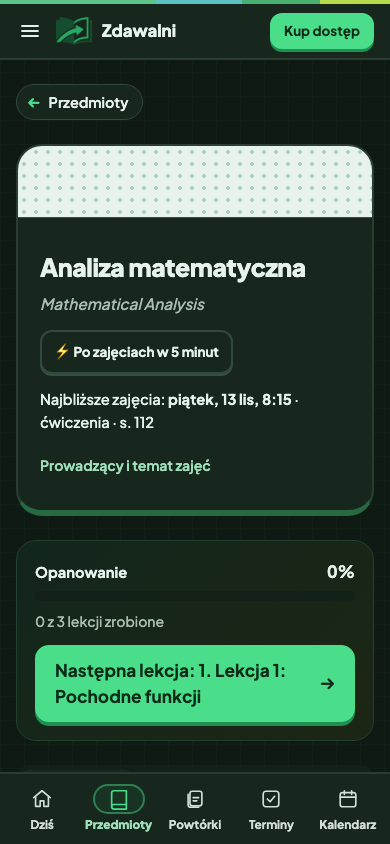 Zdawalni
Kup dostęp
← Przedmioty
Analiza matematyczna
Mathematical Analysis
⚡ Po zajęciach w 5 minut
Najbliższe zajęcia: piątek, 13 lis, 8:15 ·
ćwiczenia · s. 112
Prowadzący i temat zajęć
Opanowanie 0%
0 z 3 lekcji zrobione
Następna lekcja: 1. Lekcja 1:
Pochodne funkcji →
Dziś Przedmioty Powtórki Terminy Kalendarz